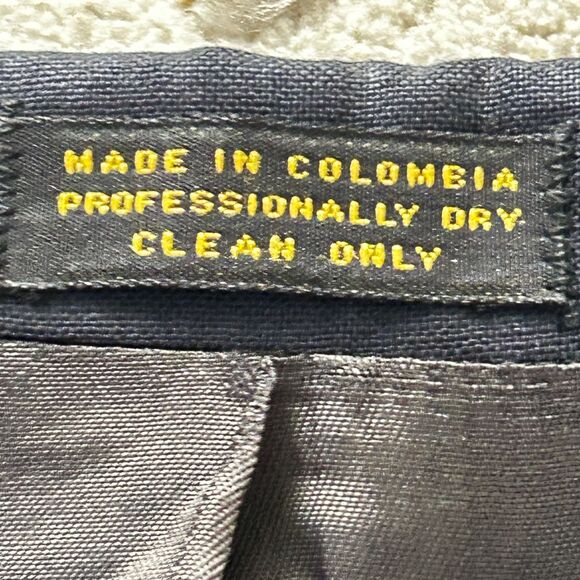 MADE IN COLOMBIA
PROFESSIONALLY DRY
CLEAN ONLY